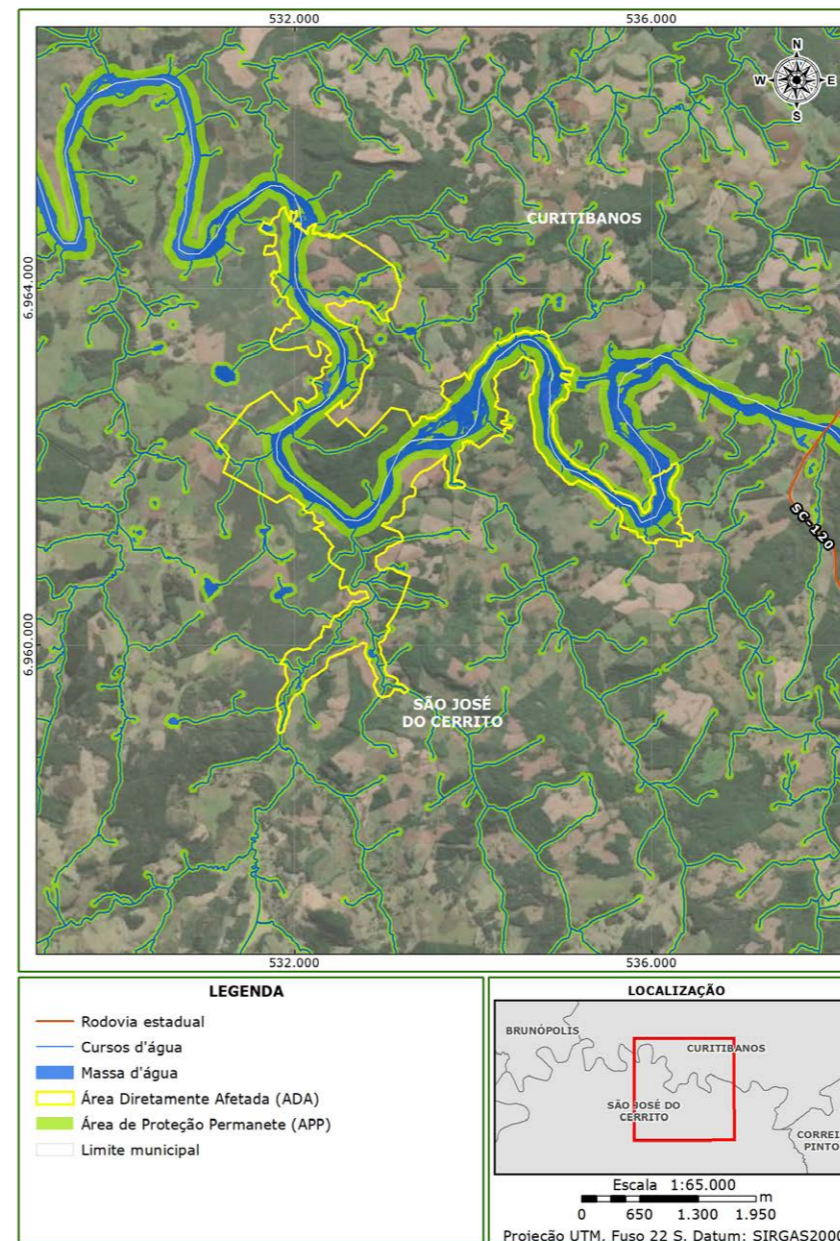 532.000
536.000
N
W
E
S
CURITIBANOS
6.964.000
SC-120
6.960.000
SÃO JOSÉ
DO CERRITO
532.000
536.000
LEGENDA
Rodovia estadual
Cursos d'água
Massa d'água
Área Diretamente Afetada (ADA)
Área de Proteção Permanete (APP)
Limite municipal
LOCALIZAÇÃO
BRUNÓPOLIS
CURITIBANOS
SÃO JOSÉ DO
CERRITO
CORREI
PINTO
Escala 1:65.000
m
0 650 1.300 1.950
Projeção UTM, Fuso 22 S. Datum: SIRGAS2000